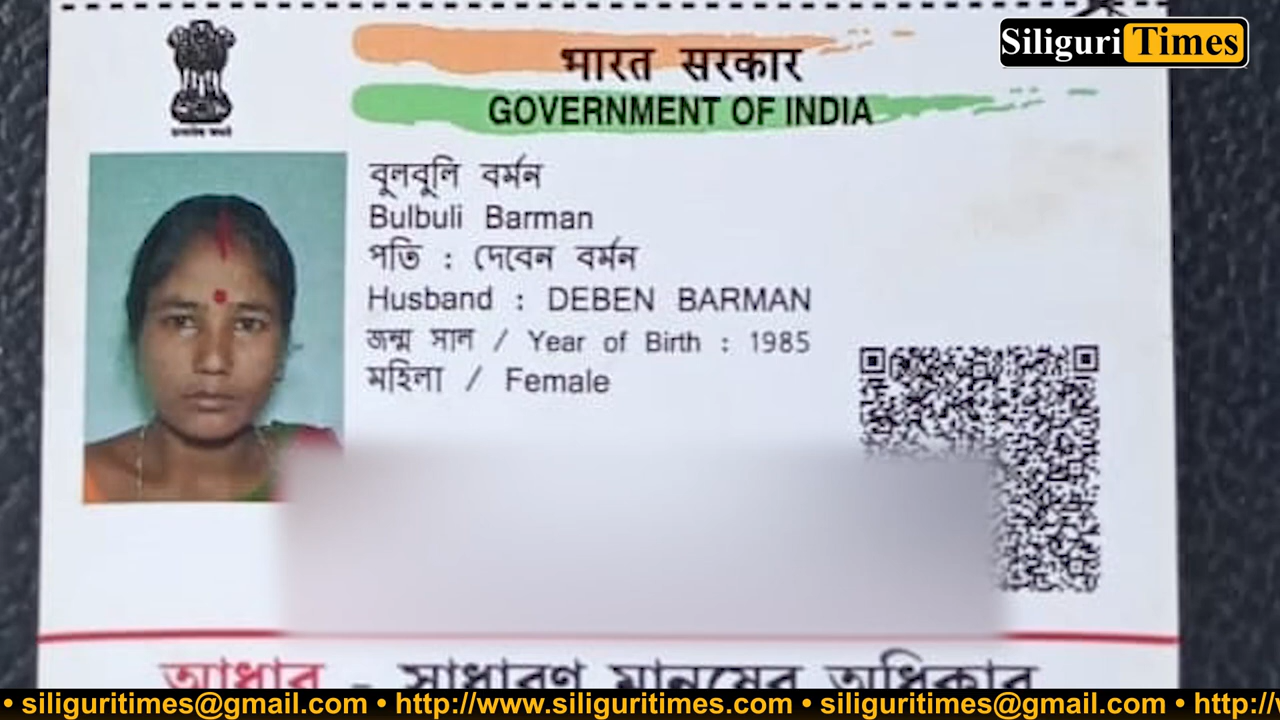 Siliguri Times
भारत सरकार
GOVERNMENT OF INDIA
বুলবুলি বর্মন
Bulbuli Barman
পতি : দেবেন বর্মন
Husband : DEBEN BARMAN
জন্ম সাল / Year of Birth : 1985
মহিলা / Female
আধার - সাধারণ মানুষের অধিকার
• siliguritimes@gmail.com • http://www.siliguritimes.com • siliguritimes@gmail.com • http://